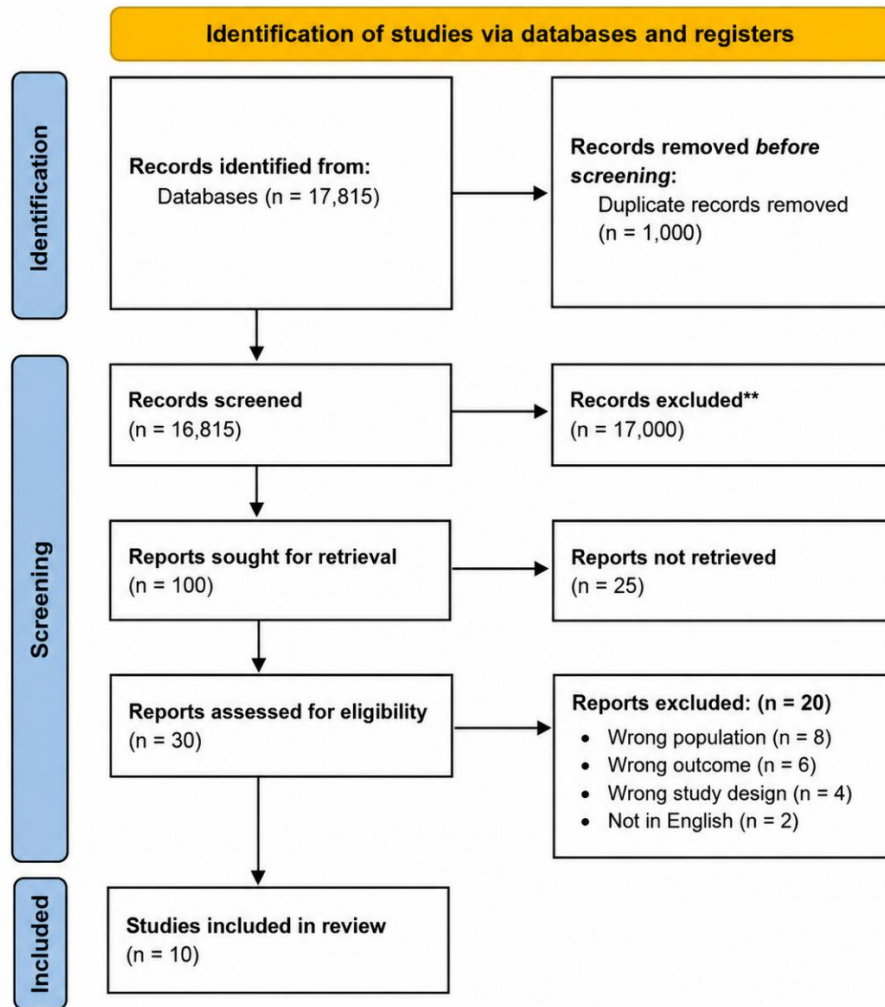 Identification of studies via databases and registers
Identification
Records identified from:
Databases (n = 17,815)
Records removed before
screening:
Duplicate records removed
(n = 1,000)
Screening
Records screened
(n = 16,815)
Records excluded**
(n = 17,000)
Reports sought for retrieval
(n = 100)
Reports not retrieved
(n = 25)
Reports assessed for eligibility
(n = 30)
Reports excluded: (n = 20)
• Wrong population (n = 8)
• Wrong outcome (n = 6)
• Wrong study design (n = 4)
• Not in English (n = 2)
Included
Studies included in review
(n = 10)